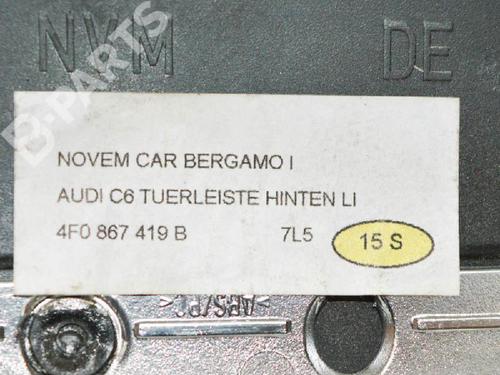 NVM DE
B-PARTS
NOVEM CAR BERGAMO I
AUDI C6 TUERLEISTE HINTEN LI
4F0 867 419 B 7L5 15 S